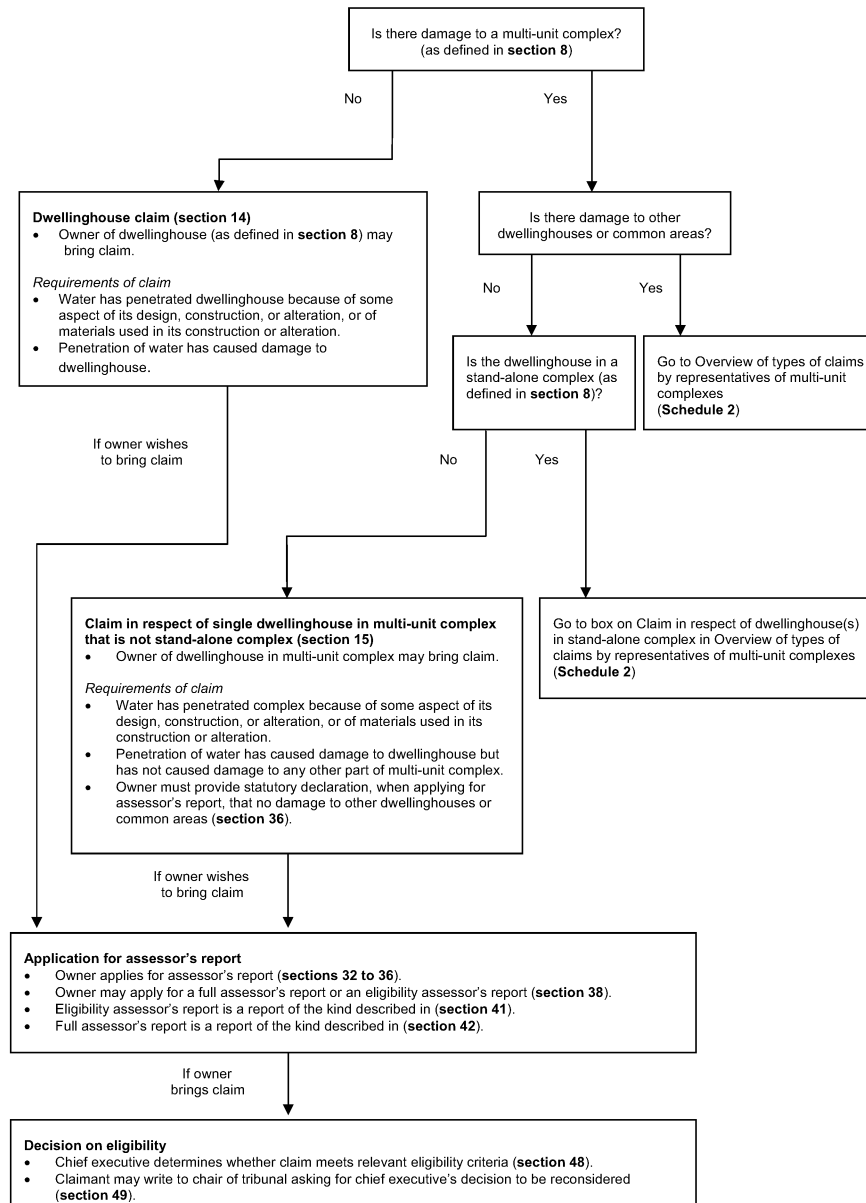 Is there damage to a multi-unit complex?
(as defined in section 8)
No
Yes
Dwellinghouse claim (section 14)
• Owner of dwellinghouse (as defined in section 8) may
bring claim.
Requirements of claim
• Water has penetrated dwellinghouse because of some
aspect of its design, construction, or alteration, or of
materials used in its construction or alteration.
• Penetration of water has caused damage to
dwellinghouse.
Is there damage to other
dwellinghouses or common areas?
No
Yes
Is the dwellinghouse in a
stand-alone complex (as
defined in section 8)?
Go to Overview of types of claims
by representatives of multi-unit
complexes
(Schedule 2)
If owner wishes
to bring claim
No
Yes
Claim in respect of single dwellinghouse in multi-unit complex
that is not stand-alone complex (section 15)
• Owner of dwellinghouse in multi-unit complex may bring claim.
Requirements of claim
• Water has penetrated complex because of some aspect of its
design, construction, or alteration, or of materials used in its
construction or alteration.
• Penetration of water has caused damage to dwellinghouse but
has not caused damage to any other part of multi-unit complex.
• Owner must provide statutory declaration, when applying for
assessor's report, that no damage to other dwellinghouses or
common areas (section 36).
Go to box on Claim in respect of dwellinghouse(s)
in stand-alone complex in Overview of types of
claims by representatives of multi-unit complexes
(Schedule 2)
If owner wishes
to bring claim
Application for assessor's report
• Owner applies for assessor's report (sections 32 to 36).
• Owner may apply for a full assessor's report or an eligibility assessor's report (section 38).
• Eligibility assessor's report is a report of the kind described in (section 41).
• Full assessor's report is a report of the kind described in (section 42).
If owner
brings claim
Decision on eligibility
• Chief executive determines whether claim meets relevant eligibility criteria (section 48).
• Claimant may write to chair of tribunal asking for chief executive's decision to be reconsidered
(section 49).